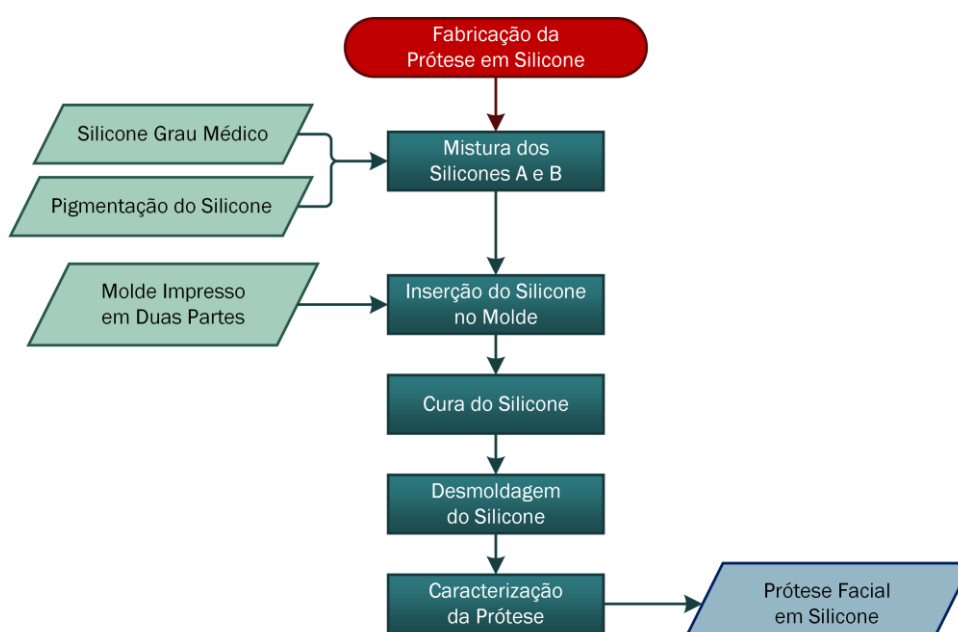 Fabricação da
Prótese em Silicone
Silicone Grau Médico
Mistura dos
Silicones A e B
Pigmentação do Silicone
Molde Impresso
em Duas Partes
Inserção do Silicone
no Molde
Cura do Silicone
Desmoldagem
do Silicone
Caracterização
da Prótese
Prótese Facial
em Silicone